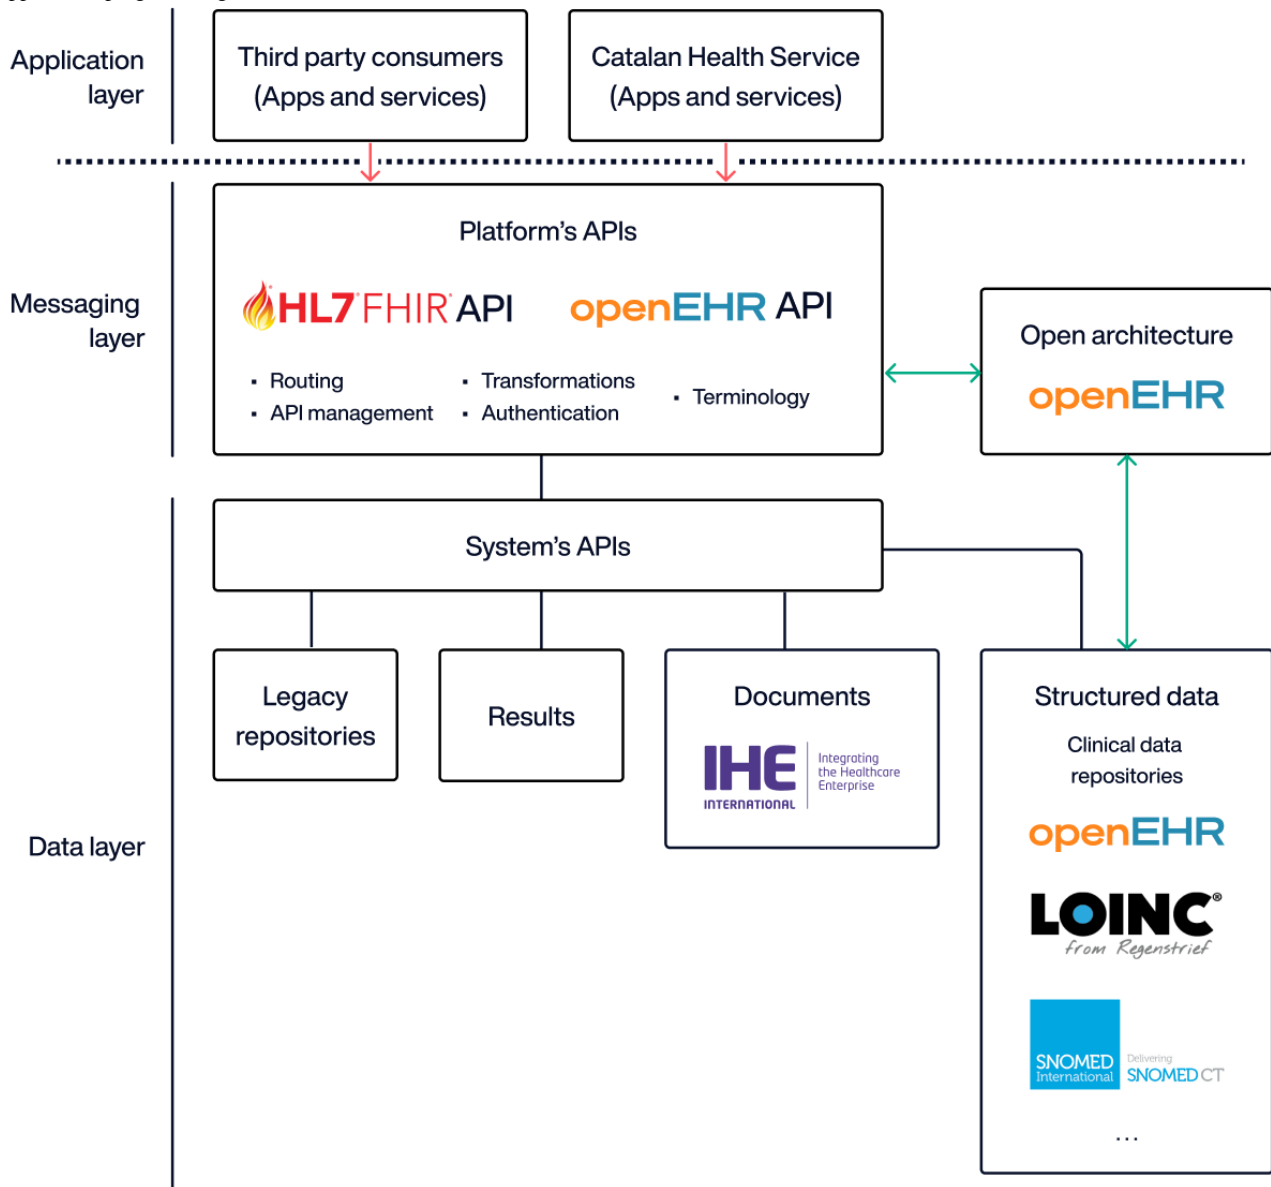 Application
layer
Third party consumers
(Apps and services)
Catalan Health Service
(Apps and services)
Messaging
layer
Platform's APIs
HL7® FHIR® API
openEHR API
▪ Routing
▪ API management
▪ Transformations
▪ Authentication
▪ Terminology
Open architecture
openEHR
Data layer
System's APIs
Legacy
repositories
Results
Documents
IHE
INTERNATIONAL
Integrating
the Healthcare
Enterprise
Structured data
Clinical data
repositories
openEHR
LOINC®
from Regenstrief
SNOMED
International
Delivering
SNOMED CT
...